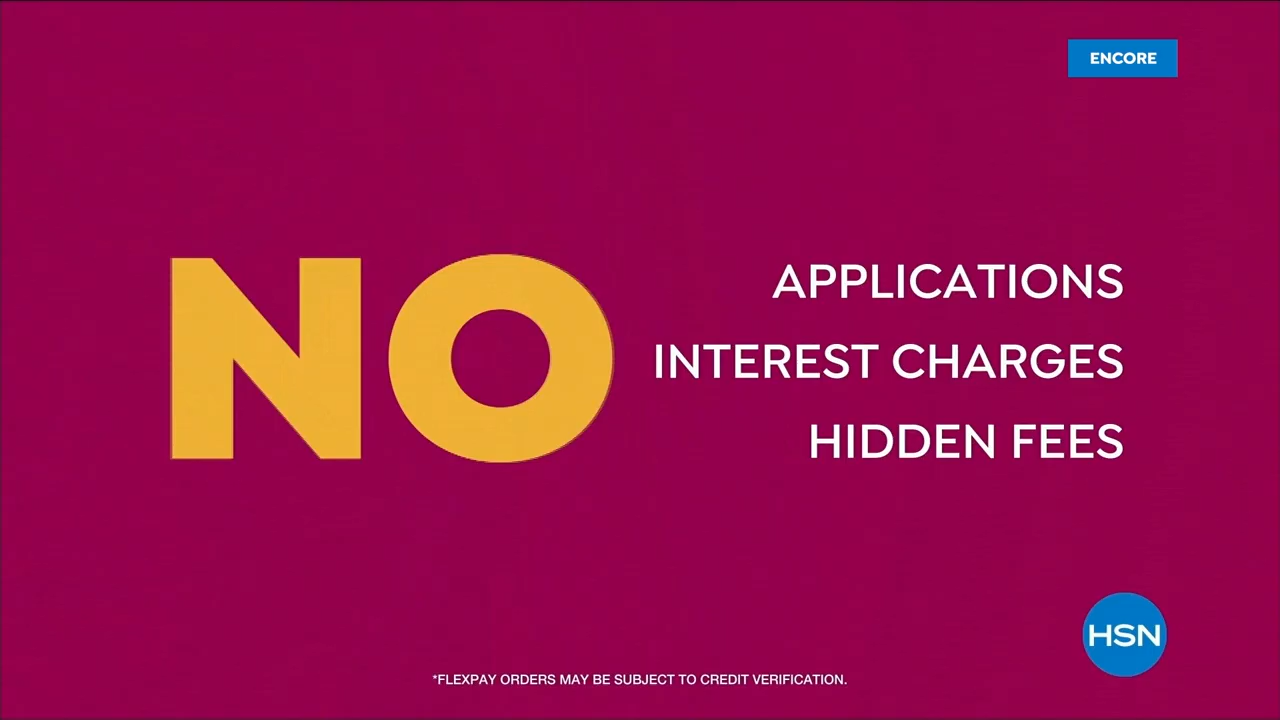 ENCORE
NO
APPLICATIONS
INTEREST CHARGES
HIDDEN FEES
HSN
*FLEXPAY ORDERS MAY BE SUBJECT TO CREDIT VERIFICATION.